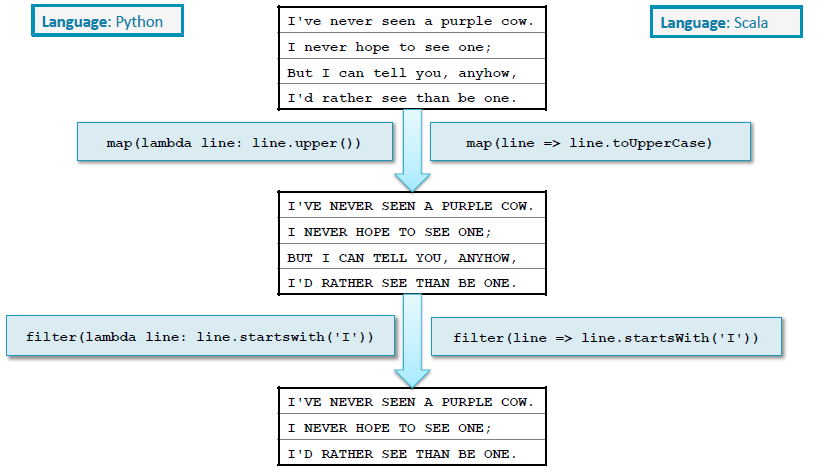 Language: Python
Language: Scala
I've never seen a purple cow.
I never hope to see one;
But I can tell you, anyhow,
I'd rather see than be one.
map(lambda line: line.upper())
map(line => line.toUpperCase)
I'VE NEVER SEEN A PURPLE COW.
I NEVER HOPE TO SEE ONE;
BUT I CAN TELL YOU, ANYHOW,
I'D RATHER SEE THAN BE ONE.
filter(lambda line: line.startswith('I'))
filter(line => line.startsWith('I'))
I'VE NEVER SEEN A PURPLE COW.
I NEVER HOPE TO SEE ONE;
I'D RATHER SEE THAN BE ONE.